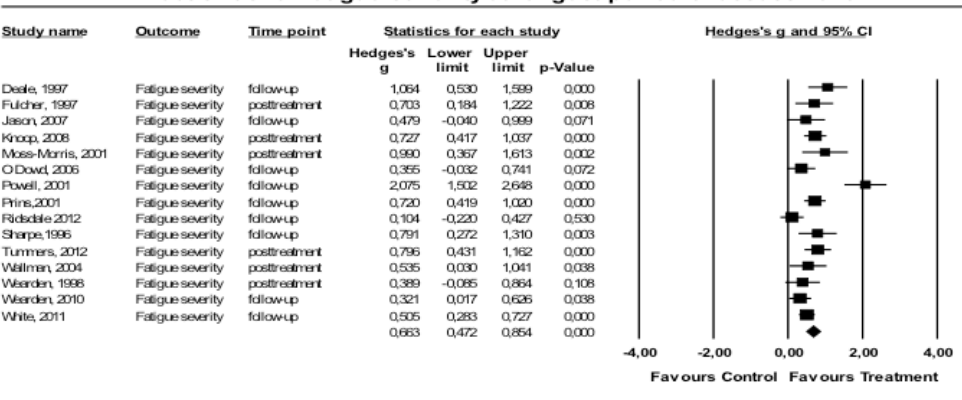 Study name Outcome Time point Statistics for each study Hedges's g and 95% CI
Hedges's Lower Upper
g limit limit p-Value
Deale, 1997 Fatigue severity follow-up 1,064 0,530 1,599 0,000
Fulcher, 1997 Fatigue severity posttreatment 0,703 0,184 1,222 0,008
Jason, 2007 Fatigue severity follow-up 0,479 -0,040 0,999 0,071
Knoop, 2008 Fatigue severity posttreatment 0,727 0,417 1,037 0,000
Moss-Morris, 2001 Fatigue severity posttreatment 0,990 0,367 1,613 0,002
O Dowd, 2006 Fatigue severity follow-up 0,355 -0,032 0,741 0,072
Powell, 2001 Fatigue severity follow-up 2,075 1,502 2,648 0,000
Prins,2001 Fatigue severity follow-up 0,720 0,419 1,020 0,000
Ridsdale 2012 Fatigue severity follow-up 0,104 -0,220 0,427 0,530
Sharpe,1996 Fatigue severity follow-up 0,791 0,272 1,310 0,003
Tummers, 2012 Fatigue severity posttreatment 0,796 0,431 1,162 0,000
Wallman, 2004 Fatigue severity posttreatment 0,535 0,030 1,041 0,038
Wearden, 1998 Fatigue severity posttreatment 0,389 -0,085 0,864 0,108
Wearden, 2010 Fatigue severity follow-up 0,321 0,017 0,626 0,038
White, 2011 Fatigue severity follow-up 0,505 0,283 0,727 0,000
0,663 0,472 0,854 0,000
-4,00 -2,00 0,00 2,00 4,00
Favours Control Favours Treatment